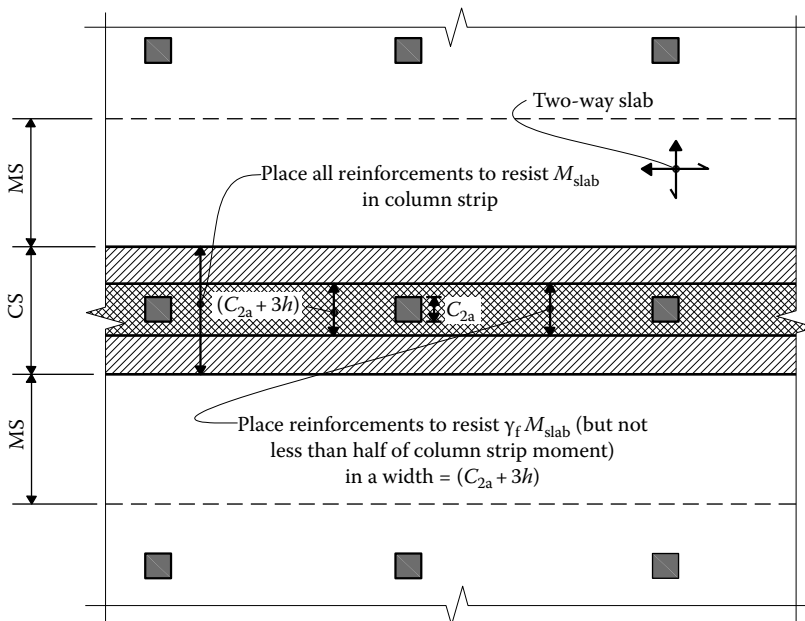 Two-way slab
MS
Place all reinforcements to resist M_slab
in column strip
CS
(C_2a + 3h)
C_2a
MS
Place reinforcements to resist γ_f M_slab (but not
less than half of column strip moment)
in a width = (C_2a + 3h)